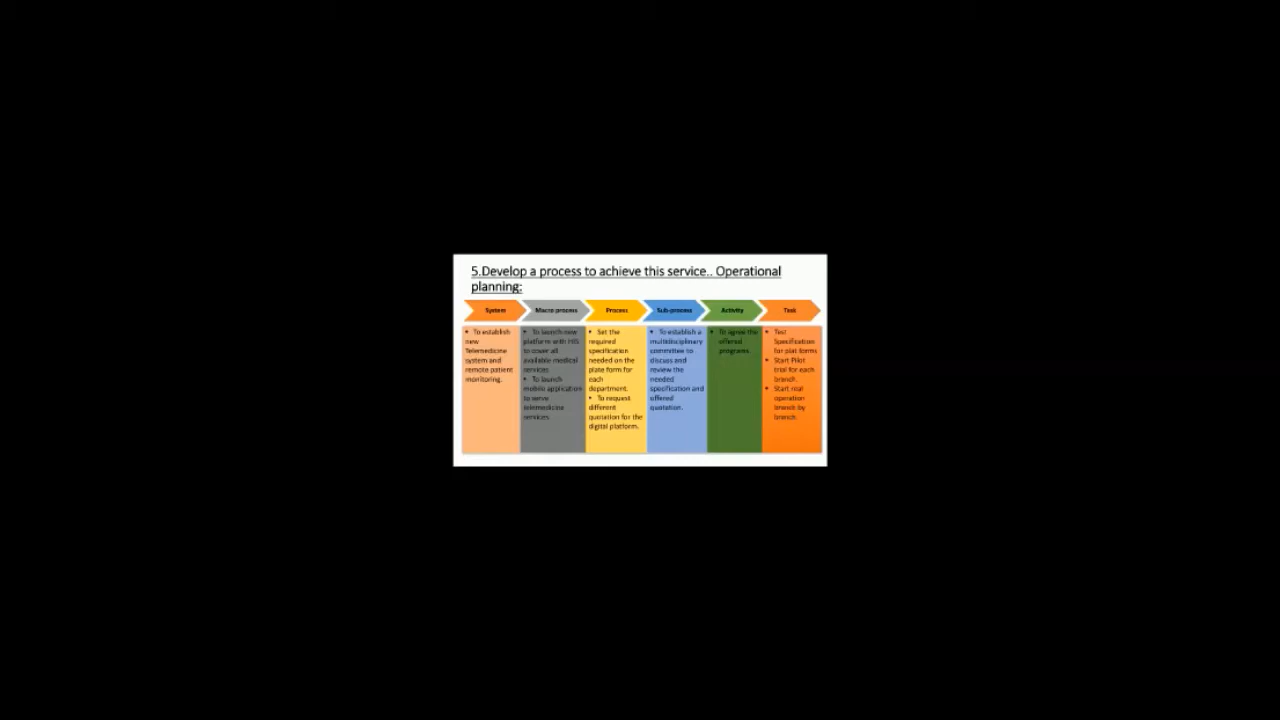 5.Develop a process to achieve this service.. Operational
planning:
System
Macro process
Process
Sub-process
Activity
Task
• To establish
new
Telemedicine
system and
remote patient
monitoring.
• To launch new
platform with HIS
to cover all
available medical
services
• To launch
mobile application
to serve
telemedicine
services.
• Set the
required
specification
needed on the
plate form for
each
department.
• To request
different
quotation for the
digital platform.
• To establish a
multidisciplinary
committee to
discuss and
review the
needed
specification and
offered
quotation.
• To agree the
offered
programs.
• Test
Specification
for plat forms
• Start Pilot
trial for each
branch.
• Start real
operation
branch by
branch.